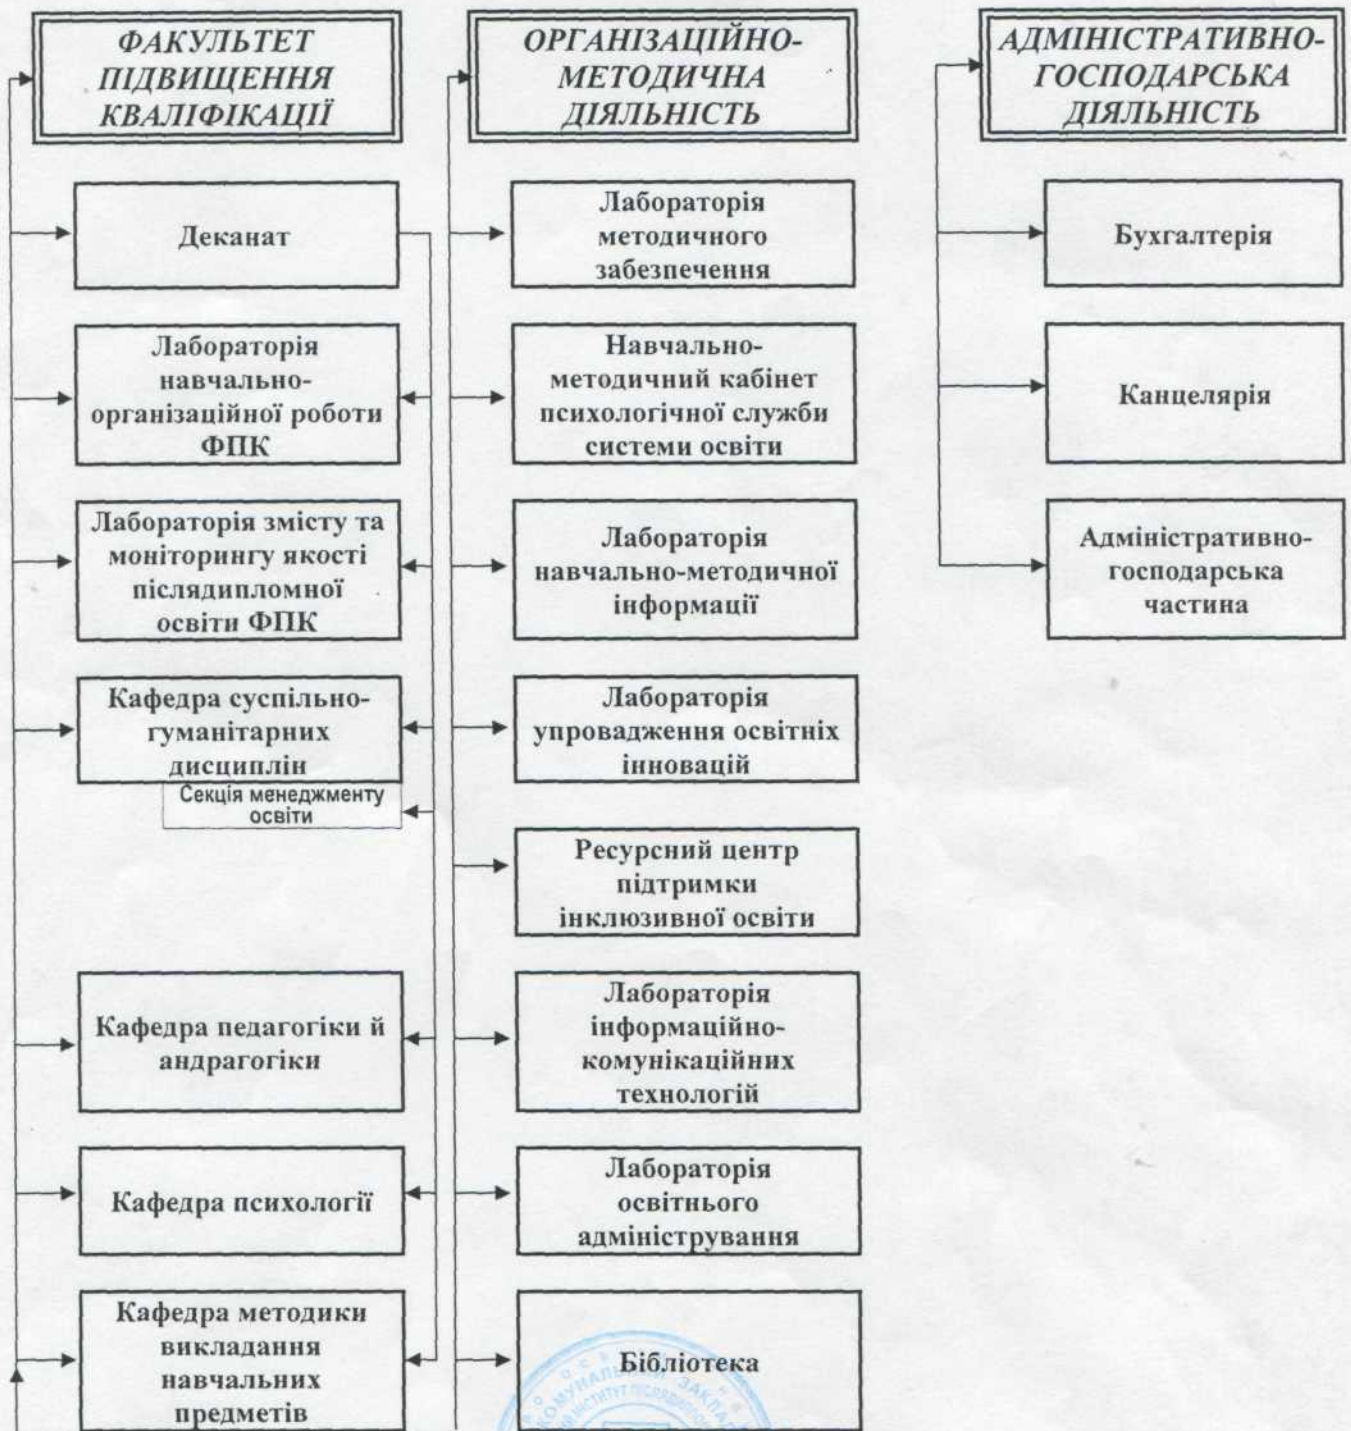 ФАКУЛЬТЕТ
ПІДВИЩЕННЯ
КВАЛІФІКАЦІЇ
Деканат
Лабораторія
навчально-
організаційної роботи
ФПК
Лабораторія змісту та
моніторингу якості
післядипломної
освіти ФПК
Кафедра суспільно-
гуманітарних
дисциплін
Секція менеджменту
освіти
Кафедра педагогіки й
андрагогіки
Кафедра психології
Кафедра методики
викладання
навчальних
предметів
ОРГАНІЗАЦІЙНО-
МЕТОДИЧНА
ДІЯЛЬНІСТЬ
Лабораторія
методичного
забезпечення
Навчально-
методичний кабінет
психологічної служби
системи освіти
Лабораторія
навчально-методичної
інформації
Лабораторія
упровадження освітніх
інновацій
Ресурсний центр
підтримки
інклюзивної освіти
Лабораторія
інформаційно-
комунікаційних
технологій
Лабораторія
освітнього
адміністрування
Бібліотека
КОМУНАЛЬНИЙ ЗАКЛАД
ІНСТИТУТ
АДМІНІСТРАТИВНО-
ГОСПОДАРСЬКА
ДІЯЛЬНІСТЬ
Бухгалтерія
Канцелярія
Адміністративно-
господарська
частина